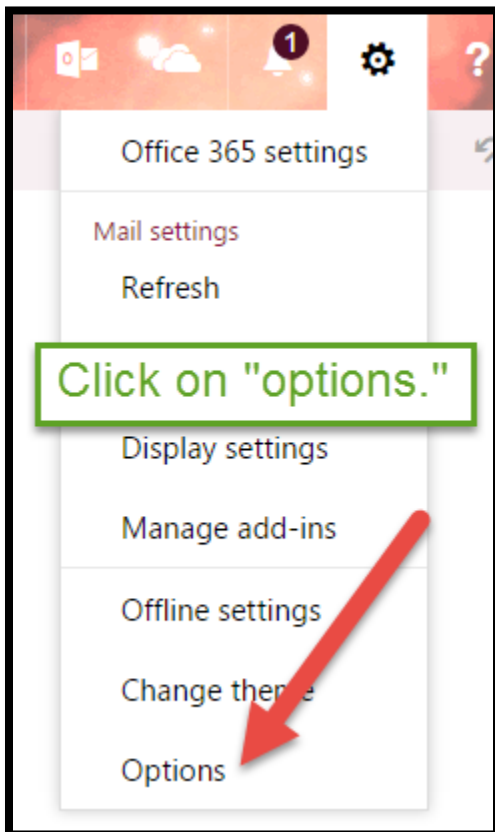 1
?
Office 365 settings
Mail settings
Refresh
Click on "options."
Display settings
Manage add-ins
Offline settings
Change theme
Options